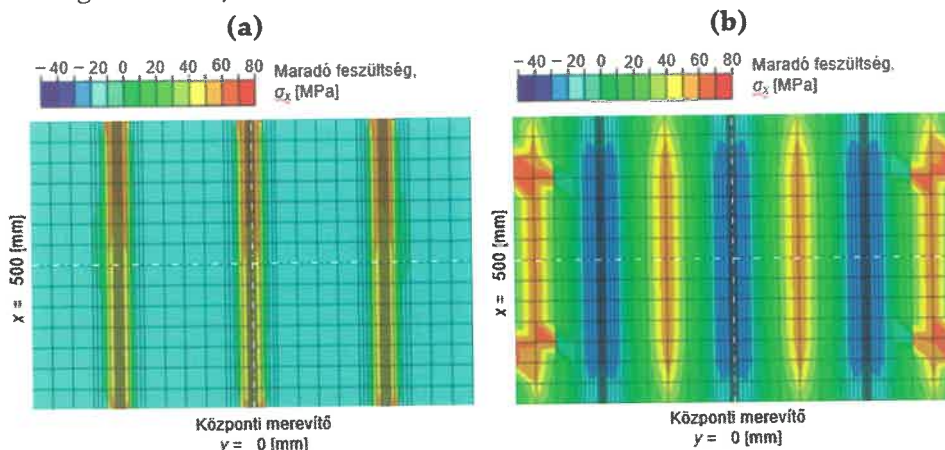 (a)
(b)
−40 −20 0 20 40 60 80
Maradó feszültség,
σx [MPa]
−40 −20 0 20 40 60 80
Maradó feszültség,
σx [MPa]
x = 500 [mm]
x = 500 [mm]
Központi merevítő
y = 0 [mm]
Központi merevítő
y = 0 [mm]